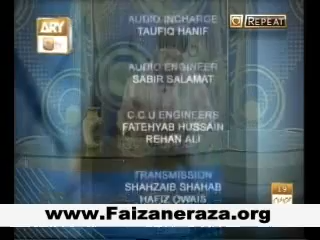 ARY
REPEAT
AUDIO INCHARGE
TAUFIQ HANIF
AUDIO ENGINEER
SABIR SALAMAT
C.C.U ENGINEERS
FATEHYAB HUSSAIN
REHAN ALI
TRANSMISSION
SHAHZAIB SHAHAB
HAFIZ OWAIS
19
www.Faizaneraza.org